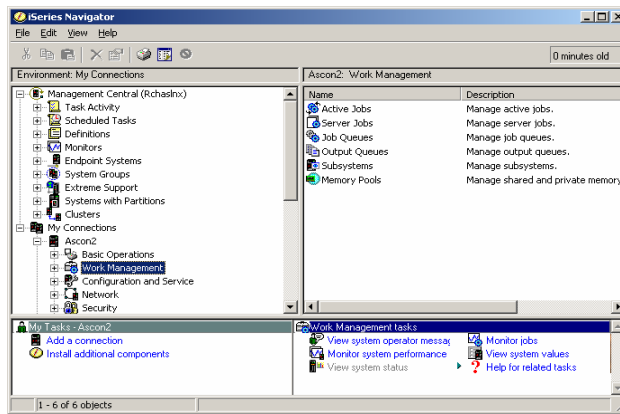 iSeries Navigator
File Edit View Help
0 minutes old
Environment: My Connections
Ascon2: Work Management
Management Central (Rchaslnx)
Task Activity
Scheduled Tasks
Definitions
Monitors
Endpoint Systems
System Groups
Extreme Support
Systems with Partitions
Clusters
My Connections
Ascon2
Basic Operations
Work Management
Configuration and Service
Network
Security
Name Description
Active Jobs Manage active jobs.
Server Jobs Manage server jobs.
Job Queues Manage job queues.
Output Queues Manage output queues.
Subsystems Manage subsystems.
Memory Pools Manage shared and private memory
My Tasks - Ascon2
Add a connection
Install additional components
Work Management tasks
View system operator messag
Monitor system performance
View system status
Monitor jobs
View system values
Help for related tasks
1 - 6 of 6 objects